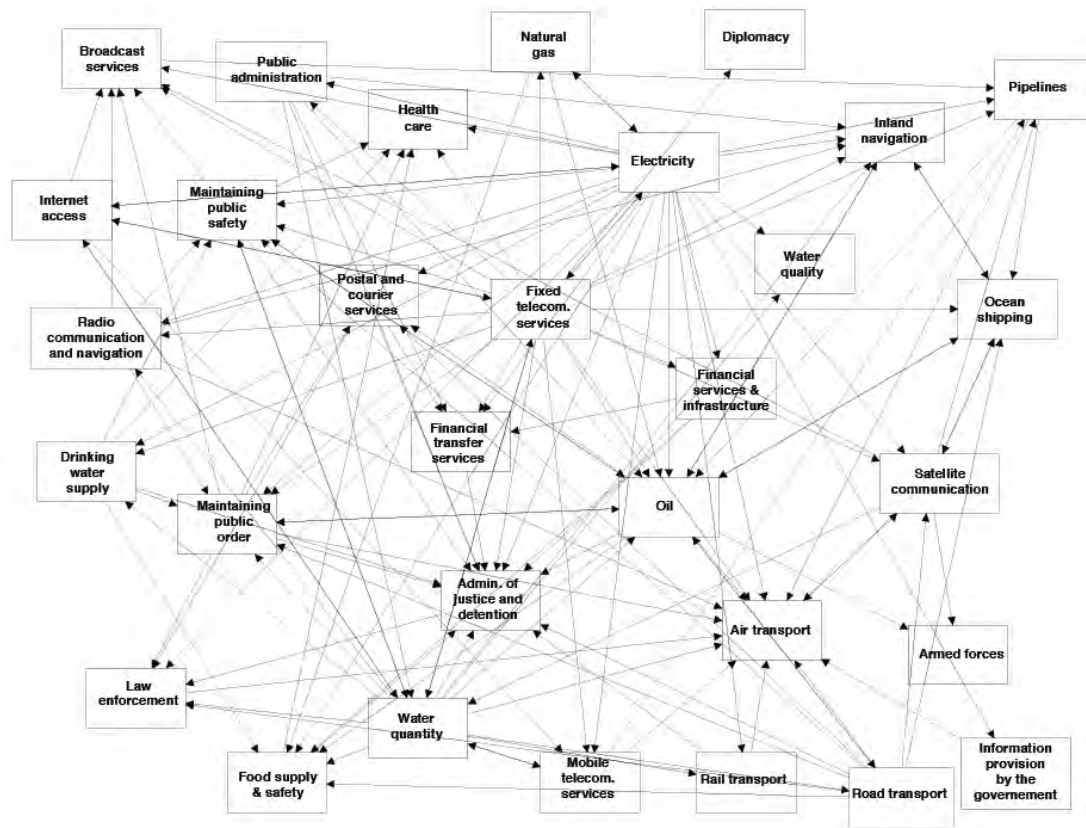 Natural
gas
Diplomacy
Broadcast
services
Public
administration
Pipelines
Health
care
Inland
navigation
Electricity
Internet
access
Maintaining
public
safety
Water
quality
Postal and
courier
services
Fixed
telecom.
services
Ocean
shipping
Radio
communication
and navigation
Financial
services &
infrastructure
Financial
transfer
services
Drinking
water
supply
Satellite
communication
Maintaining
public
order
Oil
Admin. of
justice and
detention
Air transport
Armed forces
Law
enforcement
Water
quantity
Food supply
& safety
Mobile
telecom.
services
Rail transport
Road transport
Information
provision
by the
governement